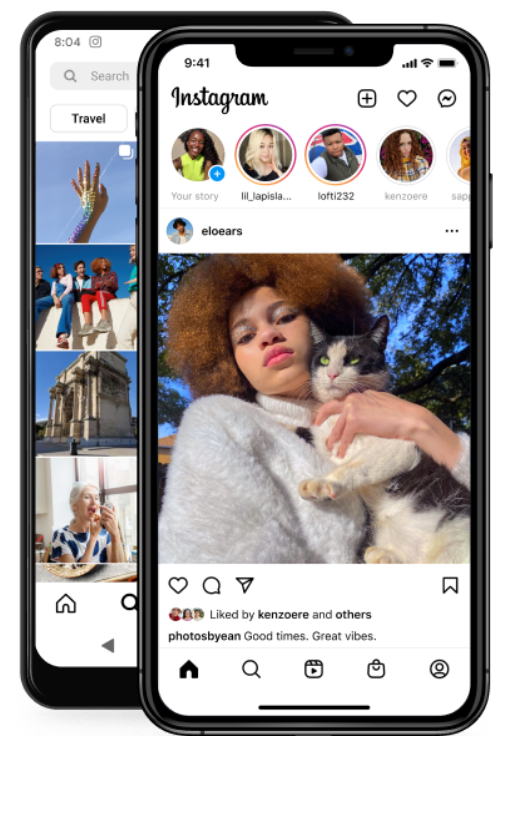 8:04
Search
Travel
9:41
Instagram
Your story
lil_lapisla...
lofti232
kenzoere
sapp
eloears
Liked by kenzoere and others
photosbyean Good times. Great vibes.